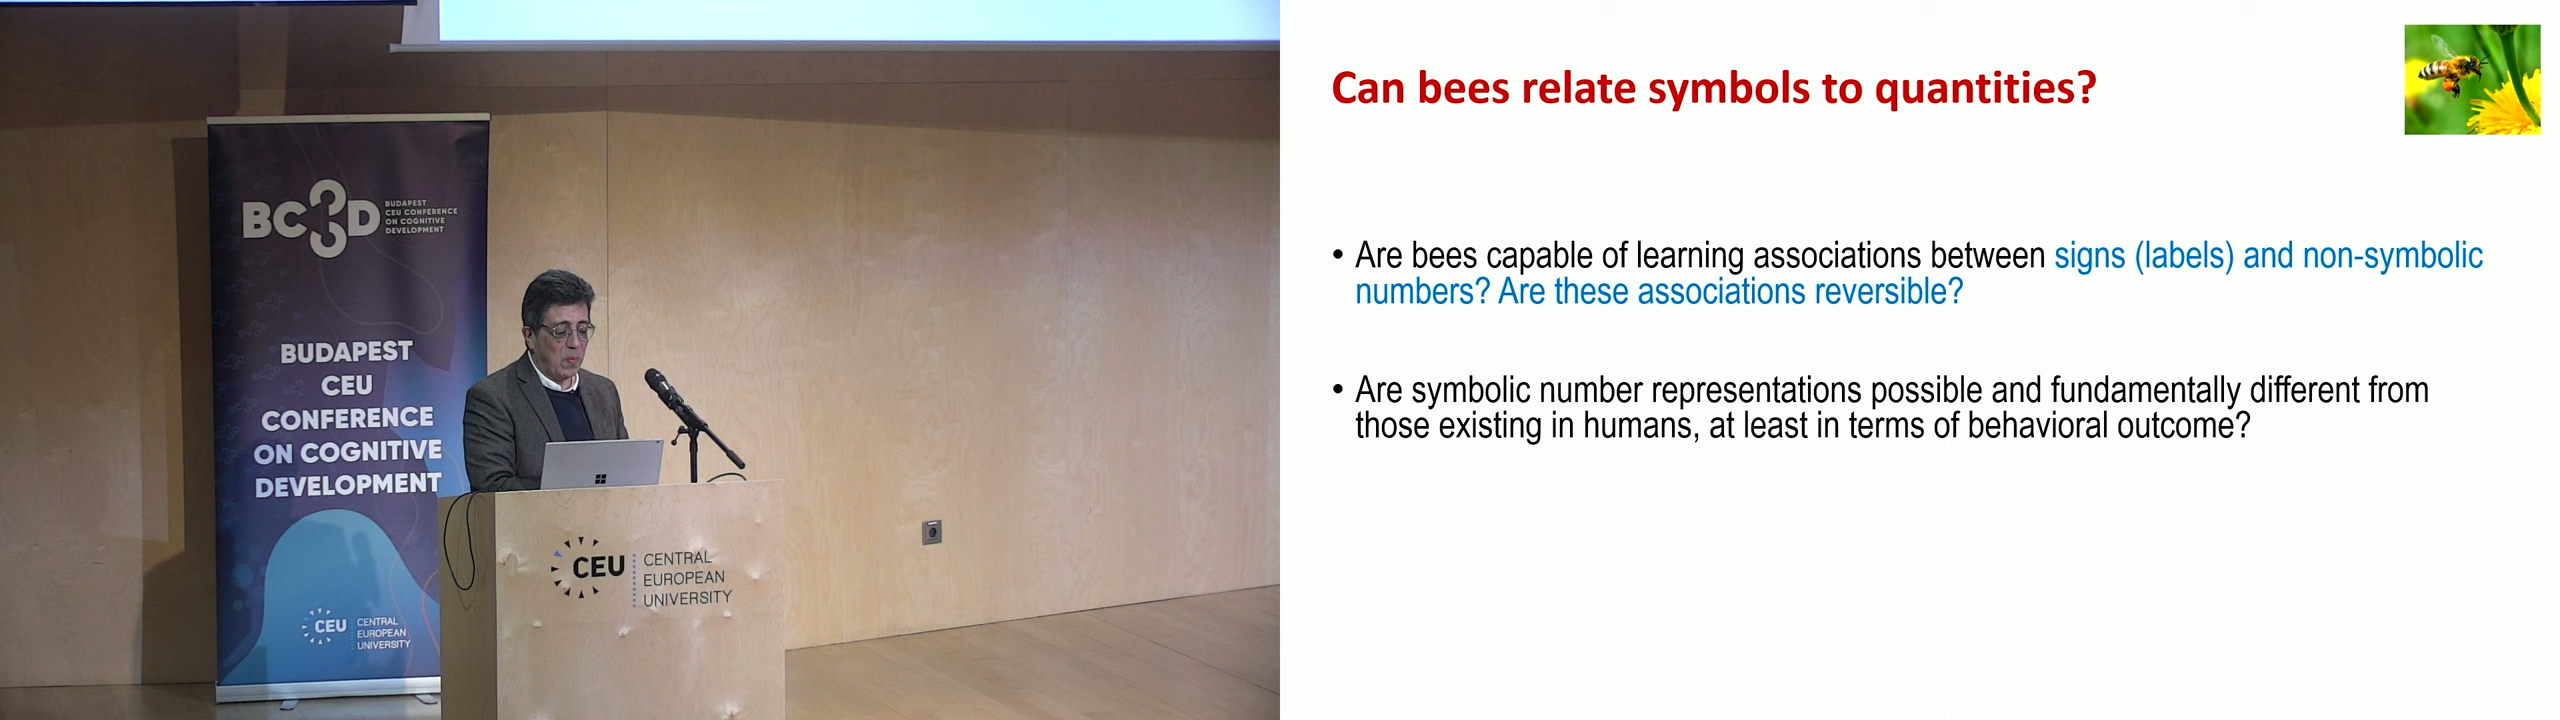 BC3D
BUDAPEST
CEU CONFERENCE
ON COGNITIVE
DEVELOPMENT
BUDAPEST
CEU
CONFERENCE
ON COGNITIVE
DEVELOPMENT
CEU
CENTRAL
EUROPEAN
UNIVERSITY
CEU
CENTRAL
EUROPEAN
UNIVERSITY
Can bees relate symbols to quantities?
• Are bees capable of learning associations between signs (labels) and non-symbolic
numbers? Are these associations reversible?
• Are symbolic number representations possible and fundamentally different from
those existing in humans, at least in terms of behavioral outcome?